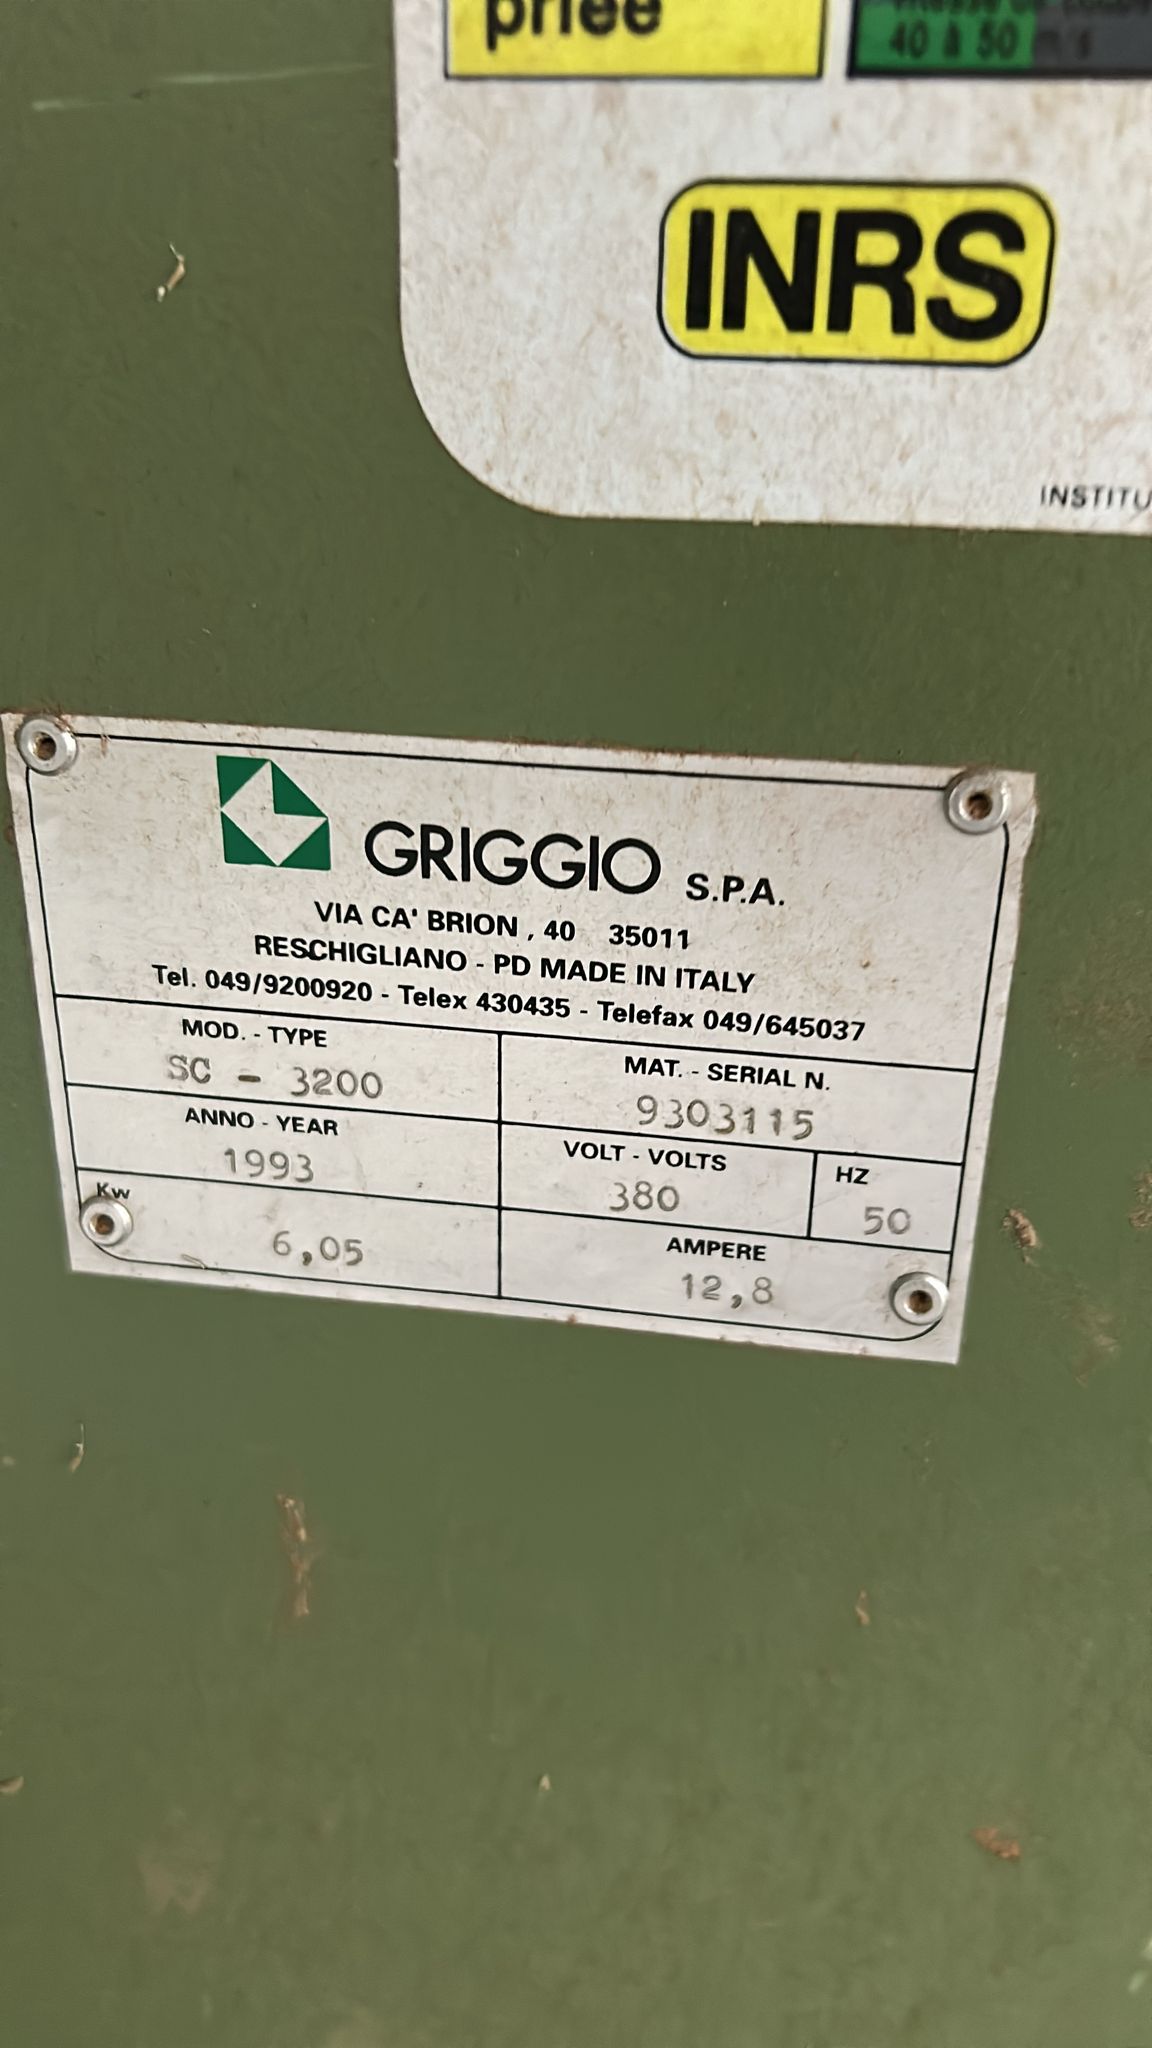 priée
40 à 50 m/s
INRS
INSTITU
GRIGGIO S.P.A.
VIA CA' BRION , 40 35011
RESCHIGLIANO - PD MADE IN ITALY
Tel. 049/9200920 - Telex 430435 - Telefax 049/645037
MOD. - TYPE
SC - 3200
MAT. - SERIAL N.
9303115
ANNO - YEAR
1993
VOLT - VOLTS
380
HZ
50
Kw
6,05
AMPERE
12,8